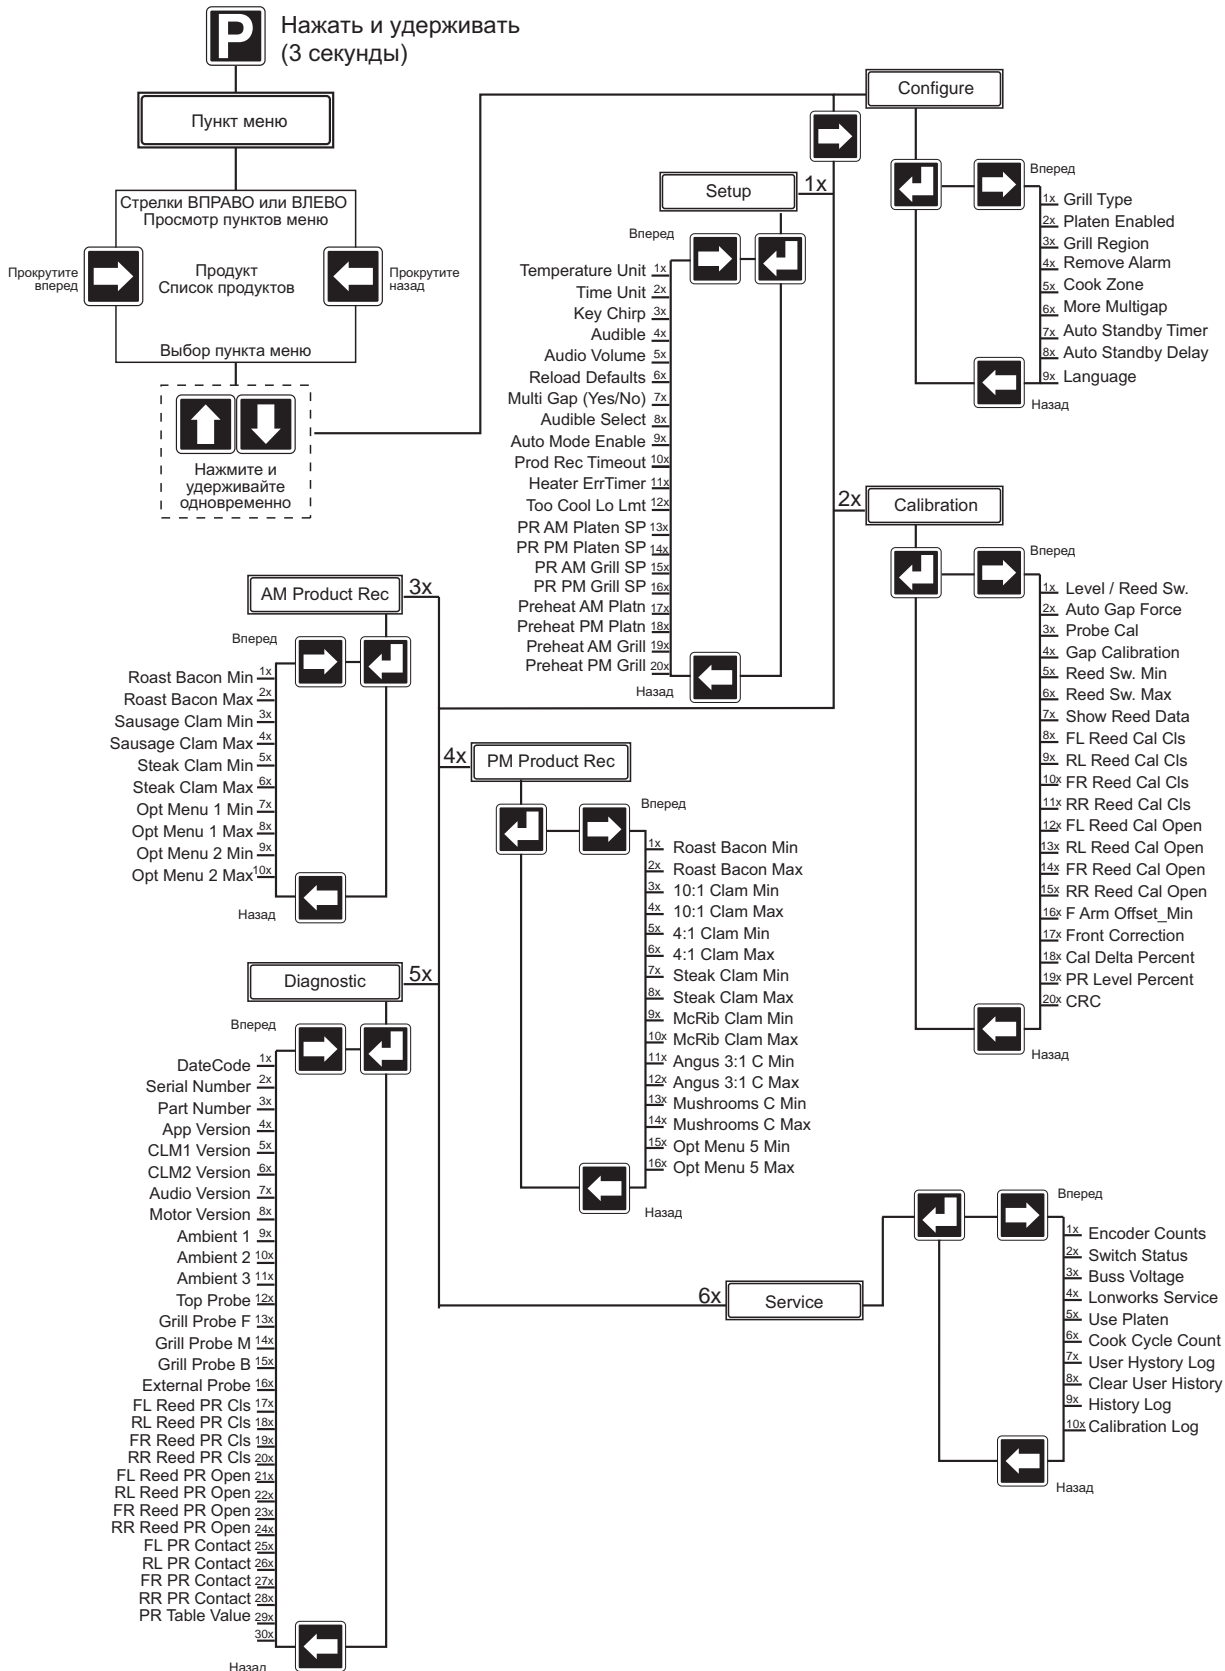 P
Нажать и удерживать
(3 секунды)
Пункт меню
Стрелки ВПРАВО или ВЛЕВО
Просмотр пунктов меню
Прокрутите
вперед
Продукт
Список продуктов
Прокрутите
назад
Выбор пункта меню
Нажмите и
удерживайте
одновременно
Configure
Вперед
1x Grill Type
2x Platen Enabled
3x Grill Region
4x Remove Alarm
5x Cook Zone
6x More Multigap
7x Auto Standby Timer
8x Auto Standby Delay
9x Language
Назад
Setup
1x
Вперед
Temperature Unit 1x
Time Unit 2x
Key Chirp 3x
Audible 4x
Audio Volume 5x
Reload Defaults 6x
Multi Gap (Yes/No) 7x
Audible Select 8x
Auto Mode Enable 9x
Prod Rec Timeout 10x
Heater ErrTimer 11x
Too Cool Lo Lmt 12x
PR AM Platen SP 13x
PR PM Platen SP 14x
PR AM Grill SP 15x
PR PM Grill SP 16x
Preheat AM Platn 17x
Preheat PM Platn 18x
Preheat AM Grill 19x
Preheat PM Grill 20x
Назад
2x
Calibration
Вперед
1x Level / Reed Sw.
2x Auto Gap Force
3x Probe Cal
4x Gap Calibration
5x Reed Sw. Min
6x Reed Sw. Max
7x Show Reed Data
8x FL Reed Cal Cls
9x RL Reed Cal Cls
10x FR Reed Cal Cls
11x RR Reed Cal Cls
12x FL Reed Cal Open
13x RL Reed Cal Open
14x FR Reed Cal Open
15x RR Reed Cal Open
16x F Arm Offset_Min
17x Front Correction
18x Cal Delta Percent
19x PR Level Percent
20x CRC
Назад
AM Product Rec
3x
Вперед
Roast Bacon Min 1x
Roast Bacon Max 2x
Sausage Clam Min 3x
Sausage Clam Max 4x
Steak Clam Min 5x
Steak Clam Max 6x
Opt Menu 1 Min 7x
Opt Menu 1 Max 8x
Opt Menu 2 Min 9x
Opt Menu 2 Max 10x
Назад
4x
PM Product Rec
Вперед
1x Roast Bacon Min
2x Roast Bacon Max
3x 10:1 Clam Min
4x 10:1 Clam Max
5x 4:1 Clam Min
6x 4:1 Clam Max
7x Steak Clam Min
8x Steak Clam Max
9x McRib Clam Min
10x McRib Clam Max
11x Angus 3:1 C Min
12x Angus 3:1 C Max
13x Mushrooms C Min
14x Mushrooms C Max
15x Opt Menu 5 Min
16x Opt Menu 5 Max
Назад
Diagnostic
5x
Вперед
DateCode 1x
Serial Number 2x
Part Number 3x
App Version 4x
CLM1 Version 5x
CLM2 Version 6x
Audio Version 7x
Motor Version 8x
Ambient 1 9x
Ambient 2 10x
Ambient 3 11x
Top Probe 12x
Grill Probe F 13x
Grill Probe M 14x
Grill Probe B 15x
External Probe 16x
FL Reed PR Cls 17x
RL Reed PR Cls 18x
FR Reed PR Cls 19x
RR Reed PR Cls 20x
FL Reed PR Open 21x
RL Reed PR Open 22x
FR Reed PR Open 23x
RR Reed PR Open 24x
FL PR Contact 25x
RL PR Contact 26x
FR PR Contact 27x
RR PR Contact 28x
PR Table Value 29x
30x
Назад
6x
Service
Вперед
1x Encoder Counts
2x Switch Status
3x Buss Voltage
4x Lonworks Service
5x Use Platen
6x Cook Cycle Count
7x User Hystory Log
8x Clear User History
9x History Log
10x Calibration Log
Назад